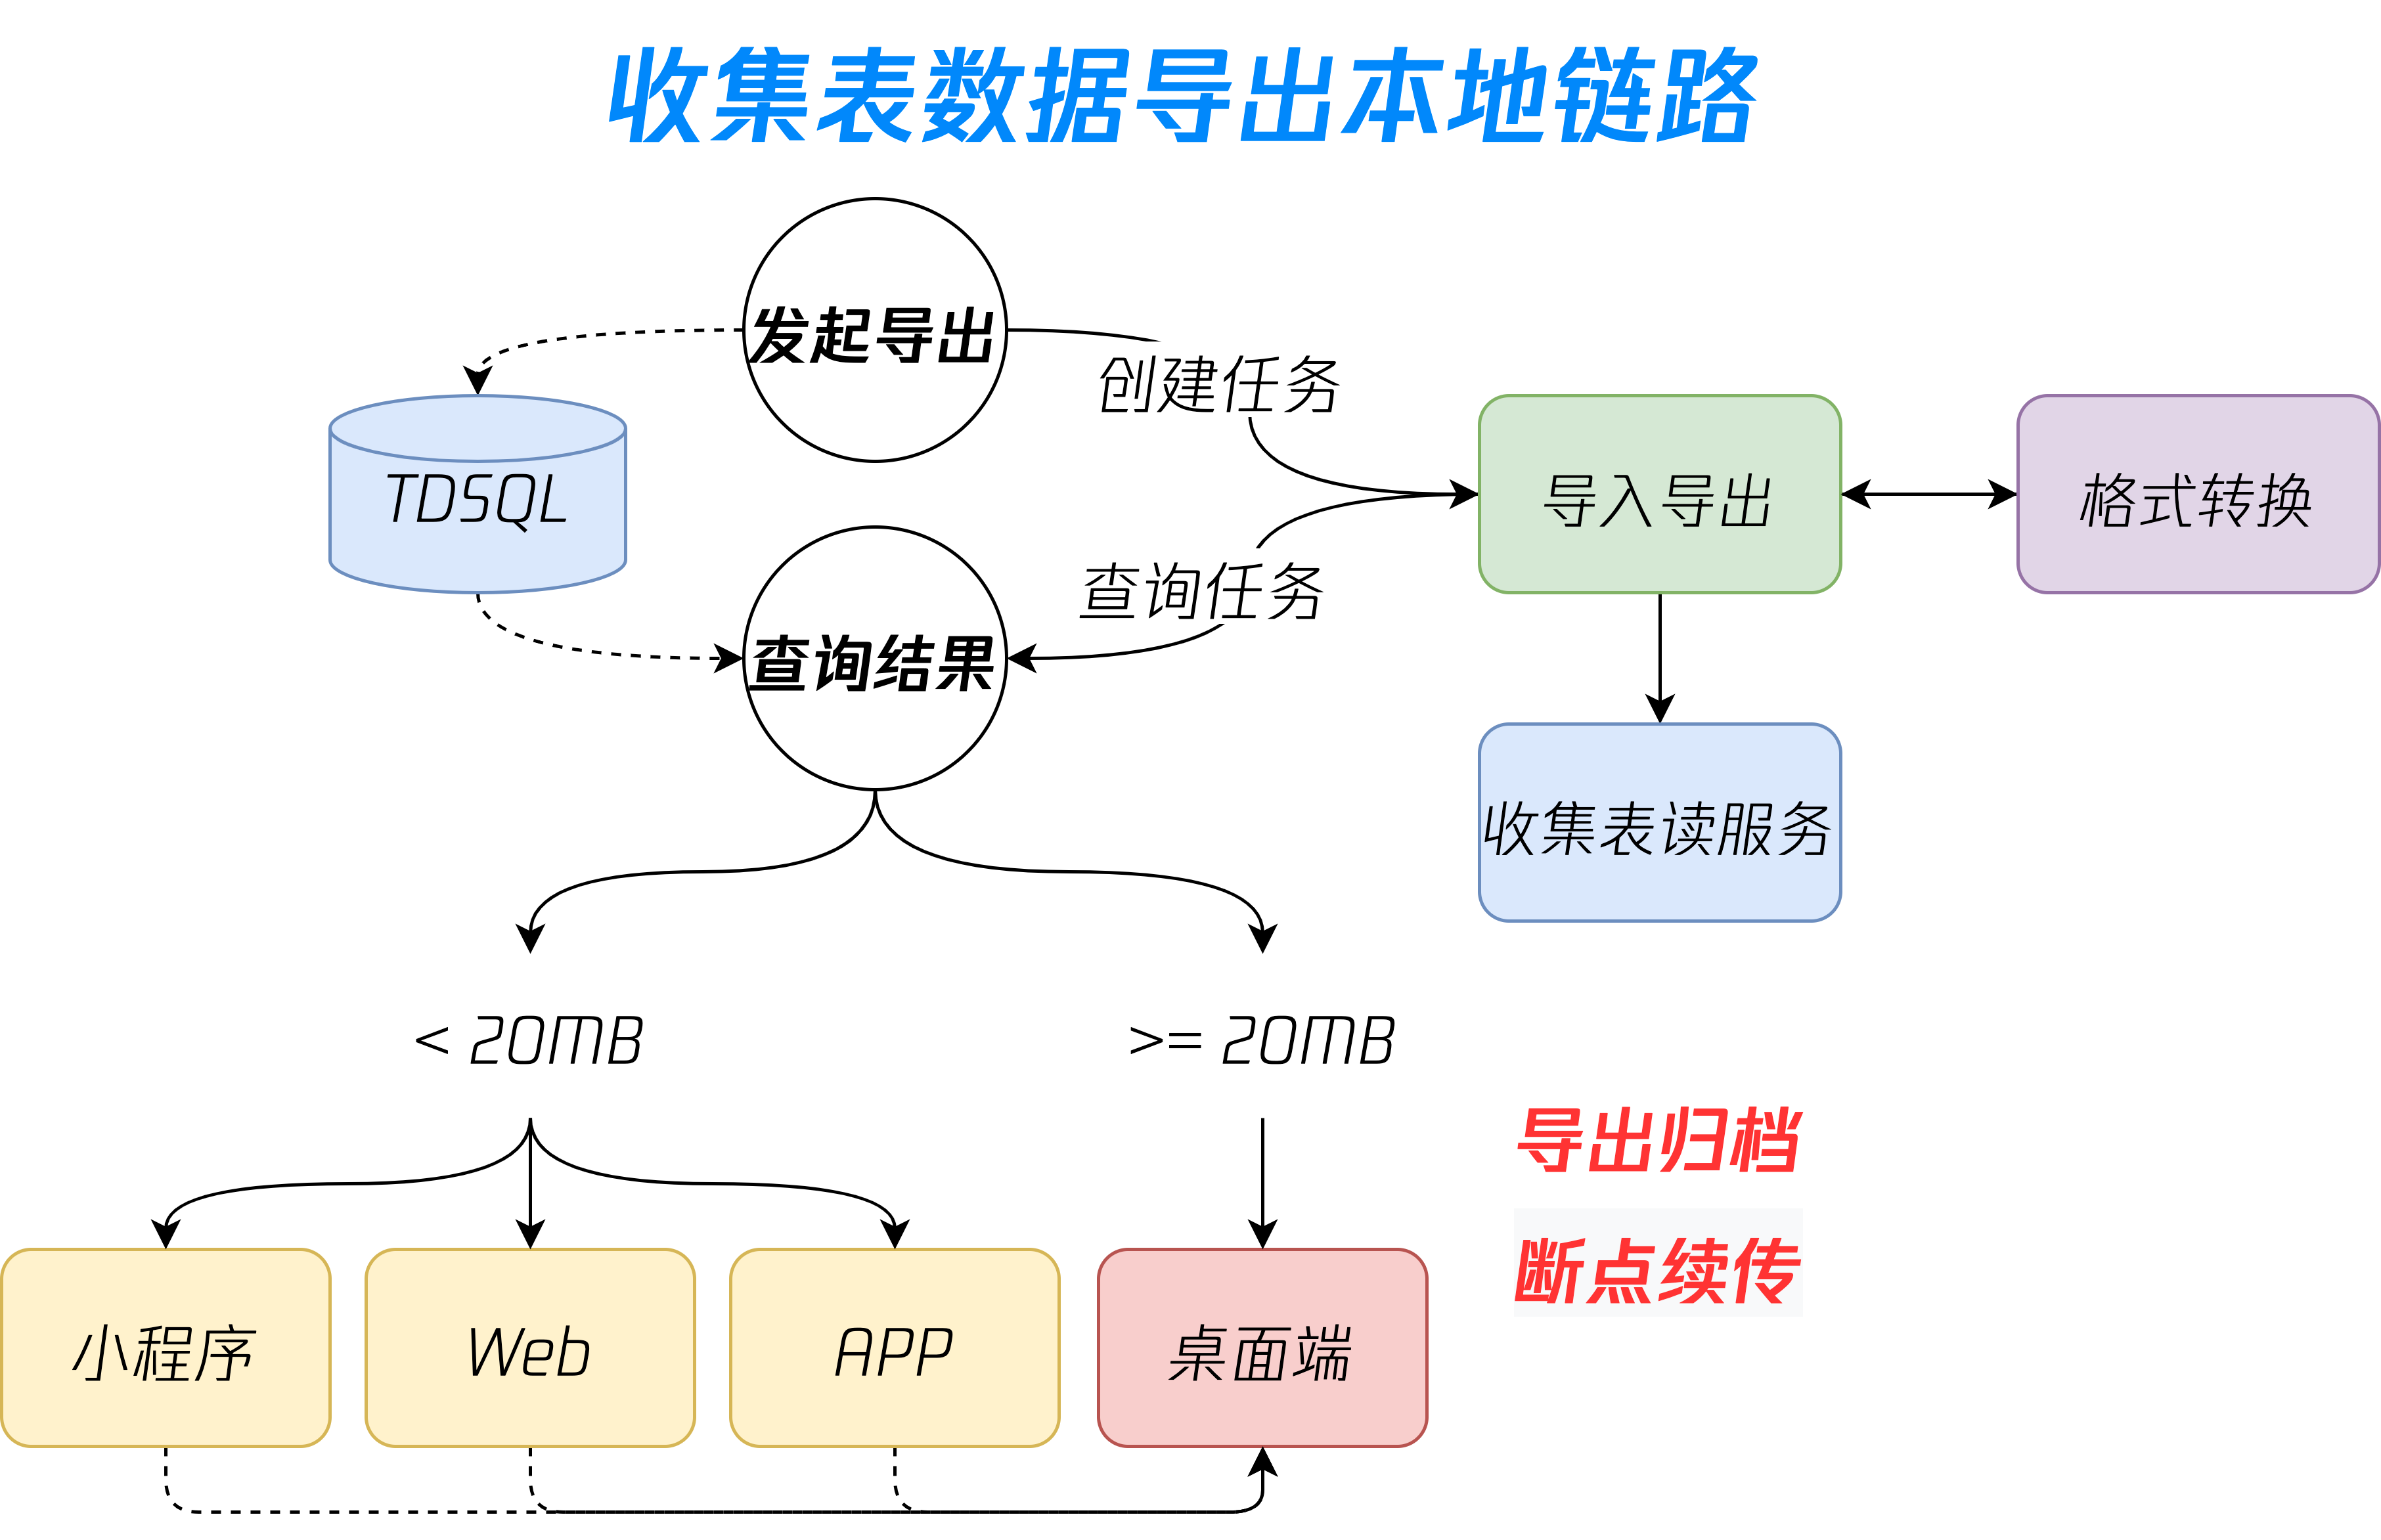 收集表数据导出本地链路
发起导出
创建任务
TDSQL
导入导出
格式转换
查询任务
查询结果
收集表读服务
< 20MB
>= 20MB
导出归档
断点续传
小程序
Web
APP
桌面端